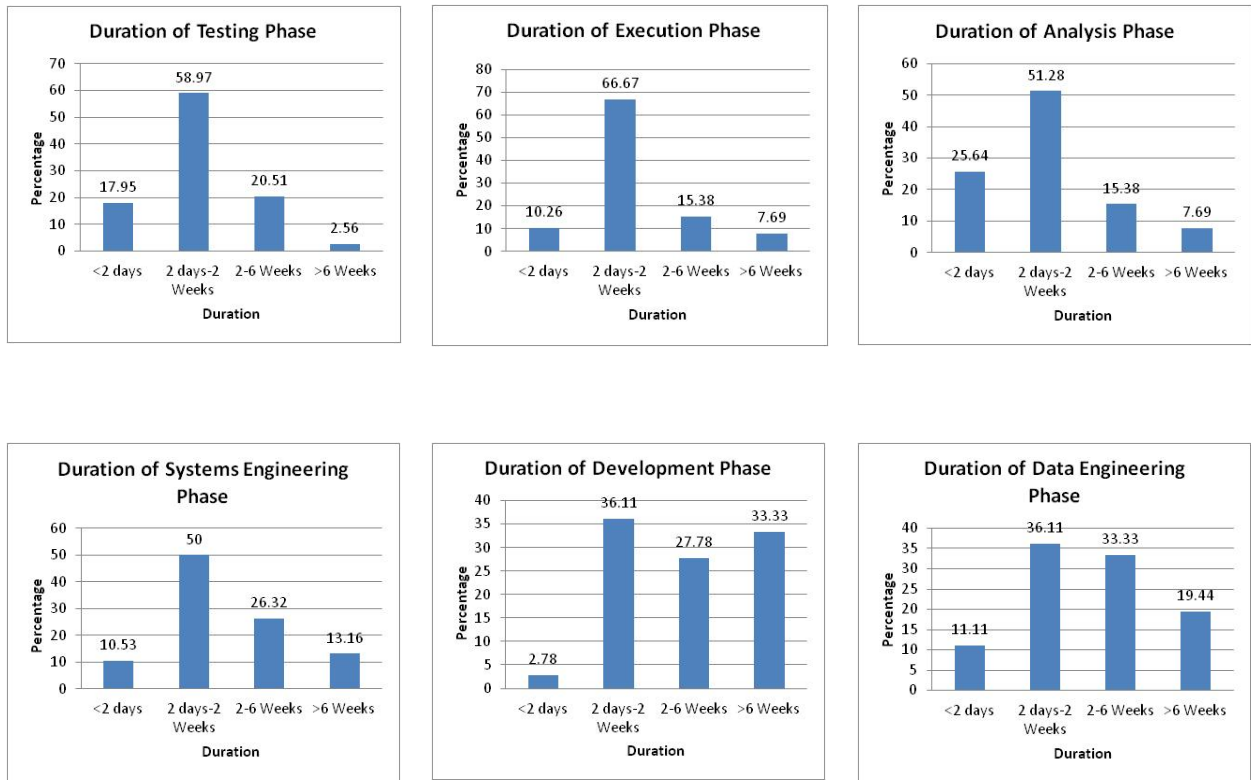 Duration of Testing Phase
70
60
50
40
30
20
10
0
Percentage
17.95
58.97
20.51
2.56
<2 days
2 days-2
Weeks
2-6 Weeks
>6 Weeks
Duration
Duration of Execution Phase
80
70
60
50
40
30
20
10
0
Percentage
10.26
66.67
15.38
7.69
<2 days
2 days-2
Weeks
2-6 Weeks
>6 Weeks
Duration
Duration of Analysis Phase
60
50
40
30
20
10
0
Percentage
25.64
51.28
15.38
7.69
<2 days
2 days-2
Weeks
2-6 Weeks
>6 Weeks
Duration
Duration of Systems Engineering
Phase
60
50
40
30
20
10
0
Percentage
10.53
50
26.32
13.16
<2 days
2 days-2
Weeks
2-6 Weeks
>6 Weeks
Duration
Duration of Development Phase
40
35
30
25
20
15
10
5
0
Percentage
2.78
36.11
27.78
33.33
<2 days
2 days-2
Weeks
2-6 Weeks
>6 Weeks
Duration
Duration of Data Engineering
Phase
40
35
30
25
20
15
10
5
0
Percentage
11.11
36.11
33.33
19.44
<2 days
2 days-2
Weeks
2-6 Weeks
>6 Weeks
Duration